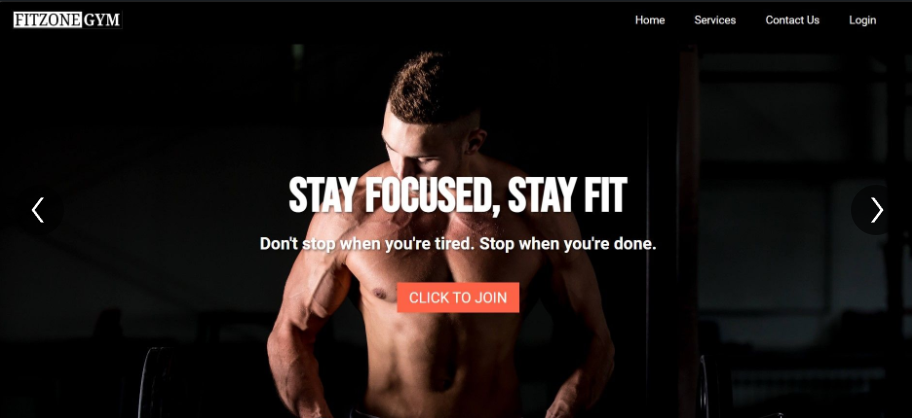 FITZONE GYM
Home Services Contact Us Login
STAY FOCUSED, STAY FIT
Don't stop when you're tired. Stop when you're done.
CLICK TO JOIN